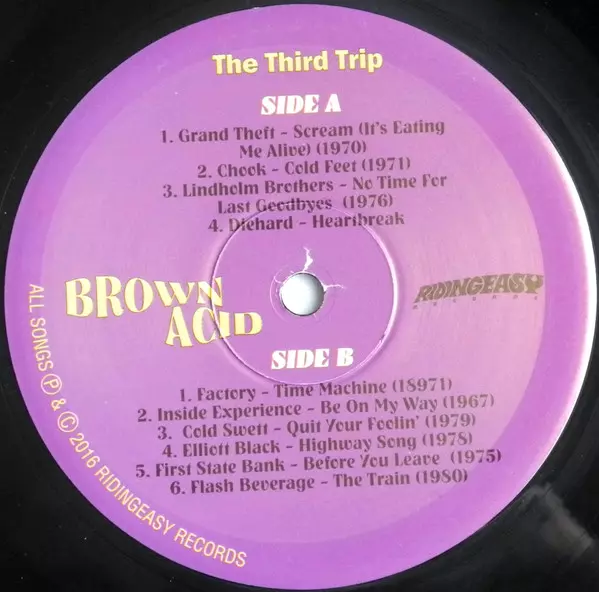 The Third Trip
SIDE A
1. Grand Theft - Scream (It's Eating
Me Alive) (1970)
2. Chook - Cold Feet (1971)
3. Lindholm Brothers - No Time For
Last Goodbyes (1976)
4. Diehard - Heartbreak
BROWN
ACID
RIDINGEASY
RECORDS
SIDE B
1. Factory - Time Machine (18971)
2. Inside Experience - Be On My Way (1967)
3. Cold Swett - Quit Your Foolin' (1979)
4. Elliott Black - Highway Song (1978)
5. First State Bank - Before You Leave (1975)
6. Flash Beverage - The Train (1980)
ALL SONGS Ⓟ & © 2016 RIDINGEASY RECORDS